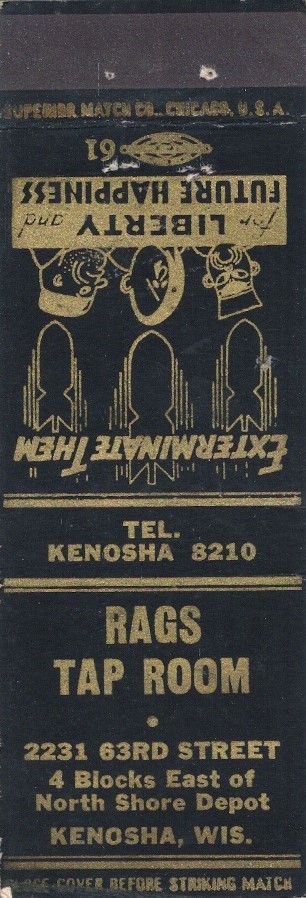 SUPERIOR MATCH CO., CHICAGO, U.S.A.
61
for LIBERTY and
FUTURE HAPPINESS
EXTERMINATE THEM
TEL.
KENOSHA 8210
RAGS
TAP ROOM
2231 63RD STREET
4 Blocks East of
North Shore Depot
KENOSHA, WIS.
CLOSE COVER BEFORE STRIKING MATCH